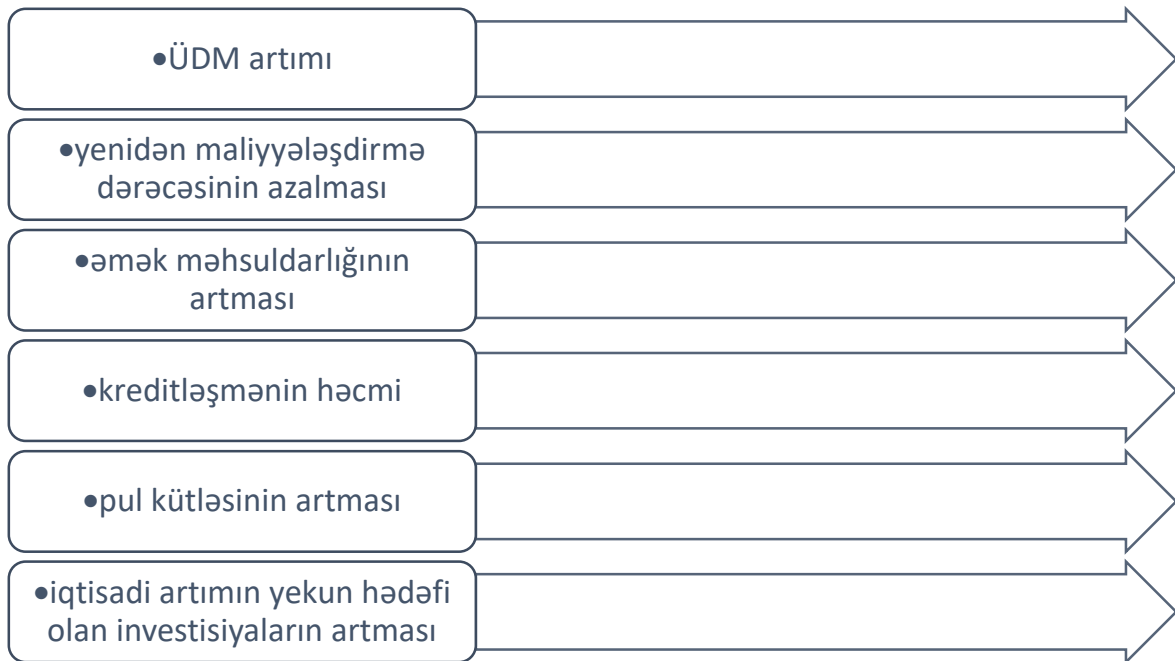 •ÜDM artımı
•yenidən maliyyələşdirmə
dərəcəsinin azalması
•əmək məhsuldarlığının
artması
•kreditləşmənin həcmi
•pul kütləsinin artması
•iqtisadi artımın yekun hədəfi
olan investisiyaların artması